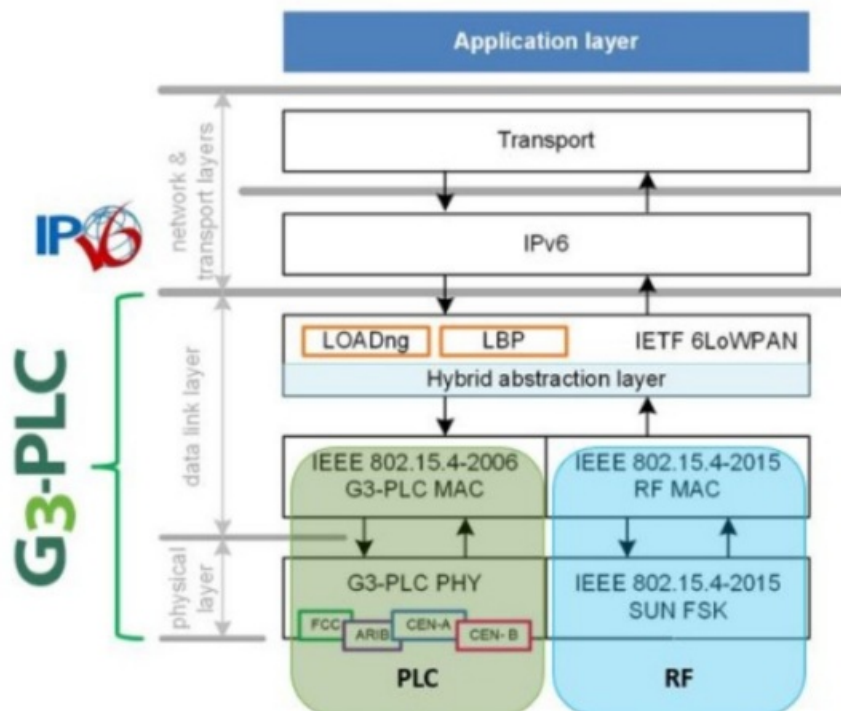 Application layer
network &
transport layers
Transport
IPv6
IPv6
G3-PLC
data link layer
LOADng
LBP
IETF 6LoWPAN
Hybrid abstraction layer
IEEE 802.15.4-2006
G3-PLC MAC
IEEE 802.15.4-2015
RF MAC
physical
layer
G3-PLC PHY
FCC
ARIB
CEN-A
CEN- B
IEEE 802.15.4-2015
SUN FSK
PLC
RF